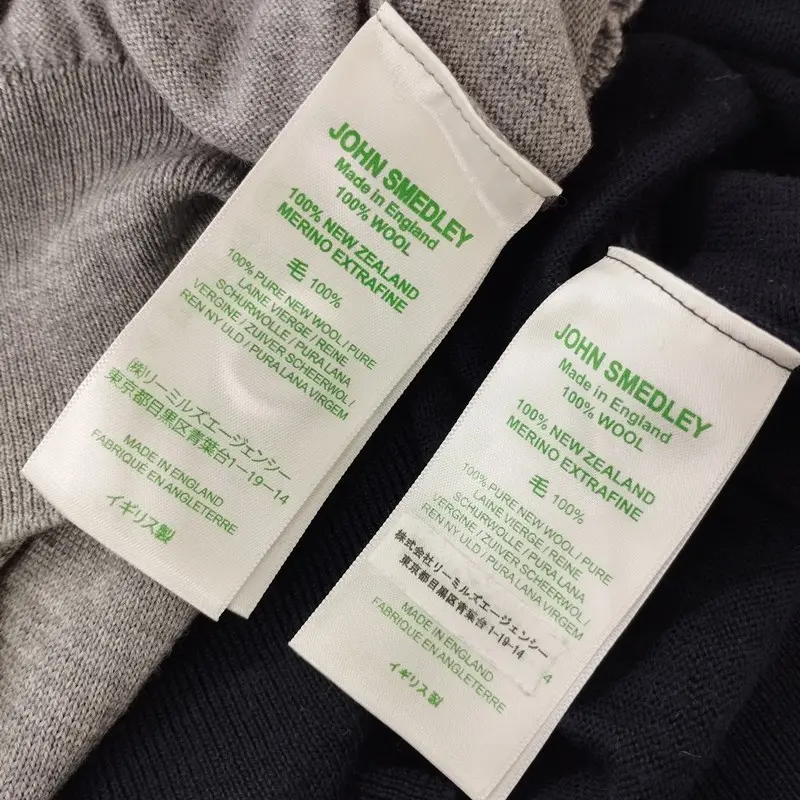 JOHN SMEDLEY
Made in England
100% WOOL
100% NEW ZEALAND
MERINO EXTRAFINE
毛 100%
100% PURE NEW WOOL / PURE
LAINE VIERGE / REINE
SCHURWOLLE / PURA LANA
VERGINE / ZUIVER SCHEERWOL /
REN NY ULD / PURA LANA VIRGEM
㈱リーミルズエージェンシー
東京都目黒区青葉台1-19-14
MADE IN ENGLAND
FABRIQUÉ EN ANGLETERRE
イギリス製
JOHN SMEDLEY
Made in England
100% WOOL
100% NEW ZEALAND
MERINO EXTRAFINE
毛 100%
100% PURE NEW WOOL / PURE
LAINE VIERGE / REINE
SCHURWOLLE / PURA LANA
VERGINE / ZUIVER SCHEERWOL /
REN NY ULD / PURA LANA VIRGEM
株式会社リーミルズエージェンシー
東京都目黒区青葉台1-19-14
4
MADE IN ENGLAND
FABRIQUE EN ANGLETERRE
イギリス製